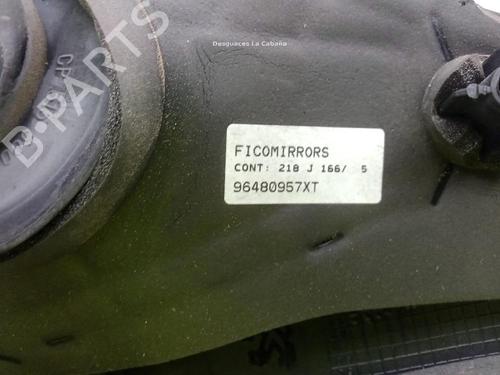 Desguaces La Cabaña
B-PARTS
FICOMIRRORS
CONT: 218 J 166/ 5
96480957XT